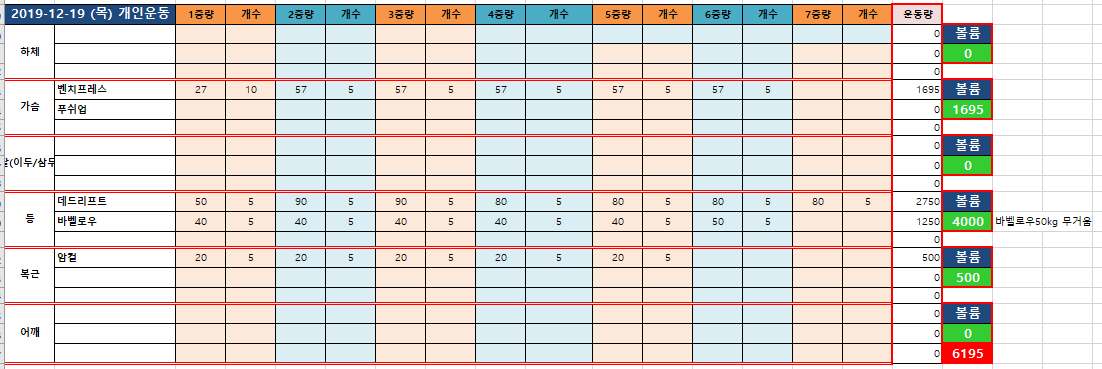 2019-12-19 (목) 개인운동 1중량 개수 2중량 개수 3중량 개수 4중량 개수 5중량 개수 6중량 개수 7중량 개수 운동량
0 볼륨
하체 0 0
0
벤치프레스 27 10 57 5 57 5 57 5 57 5 57 5 1695 볼륨
가슴 푸쉬업 0 1695
0
0 볼륨
(이두/삼두 0 0
0
데드리프트 50 5 90 5 90 5 80 5 80 5 80 5 80 5 2750 볼륨
등 바벨로우 40 5 40 5 40 5 40 5 40 5 50 5 1250 4000 바벨로우50kg 무거움
0
암컬 20 5 20 5 20 5 20 5 20 5 500 볼륨
복근 0 500
0
0 볼륨
어깨 0 0
0 6195